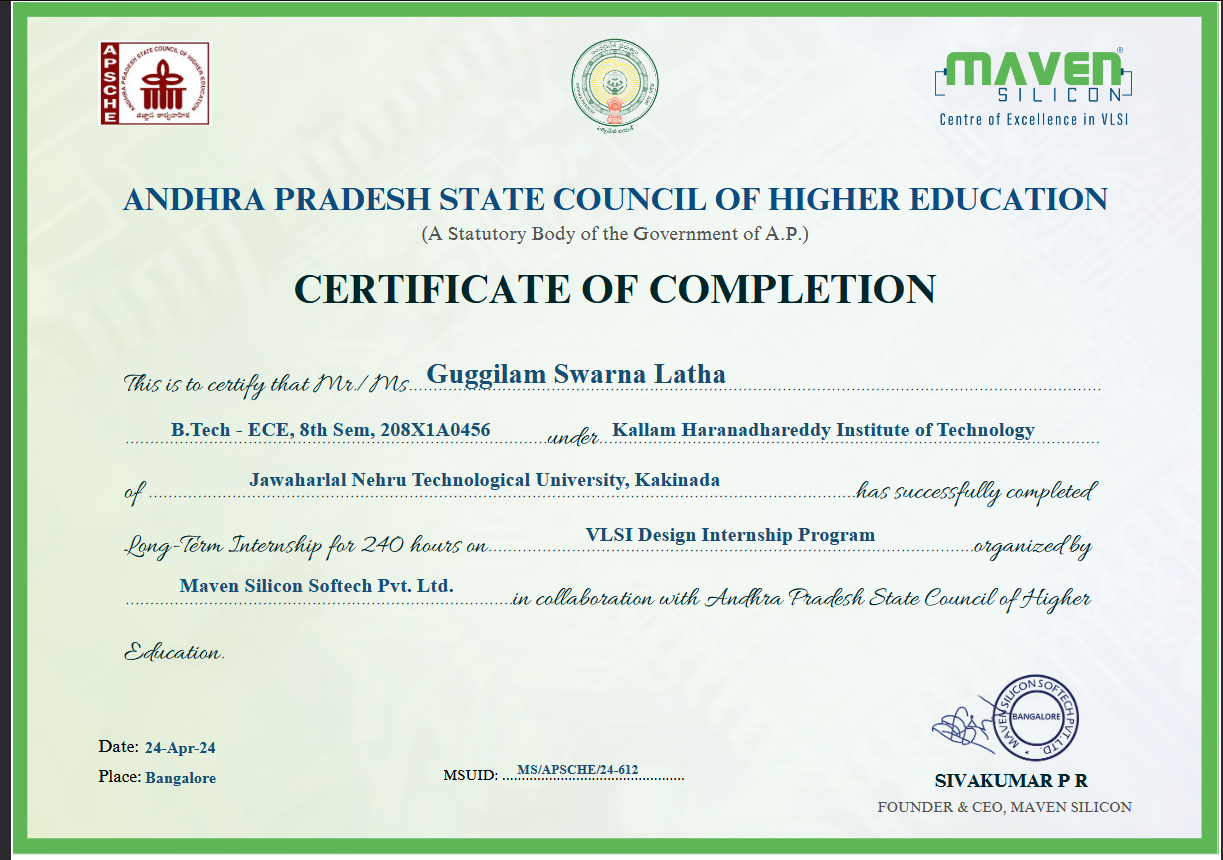 APSCHE
ANDHRA PRADESH STATE COUNCIL OF HIGHER EDUCATION
MAVEN®
SILICON
Centre of Excellence in VLSI
ANDHRA PRADESH STATE COUNCIL OF HIGHER EDUCATION
(A Statutory Body of the Government of A.P.)
CERTIFICATE OF COMPLETION
This is to certify that Mr./Ms. Guggilam Swarna Latha
B.Tech - ECE, 8th Sem, 208X1A0456 under Kallam Haranadhareddy Institute of Technology
of Jawaharlal Nehru Technological University, Kakinada has successfully completed
Long-Term Internship for 240 hours on VLSI Design Internship Program organized by
Maven Silicon Softech Pvt. Ltd. in collaboration with Andhra Pradesh State Council of Higher
Education.
MAVEN SILICON SOFTECH PVT. LTD. *
BANGALORE
Date: 24-Apr-24
Place: Bangalore
MSUID: MS/APSCHE/24-612
SIVAKUMAR P R
FOUNDER & CEO, MAVEN SILICON